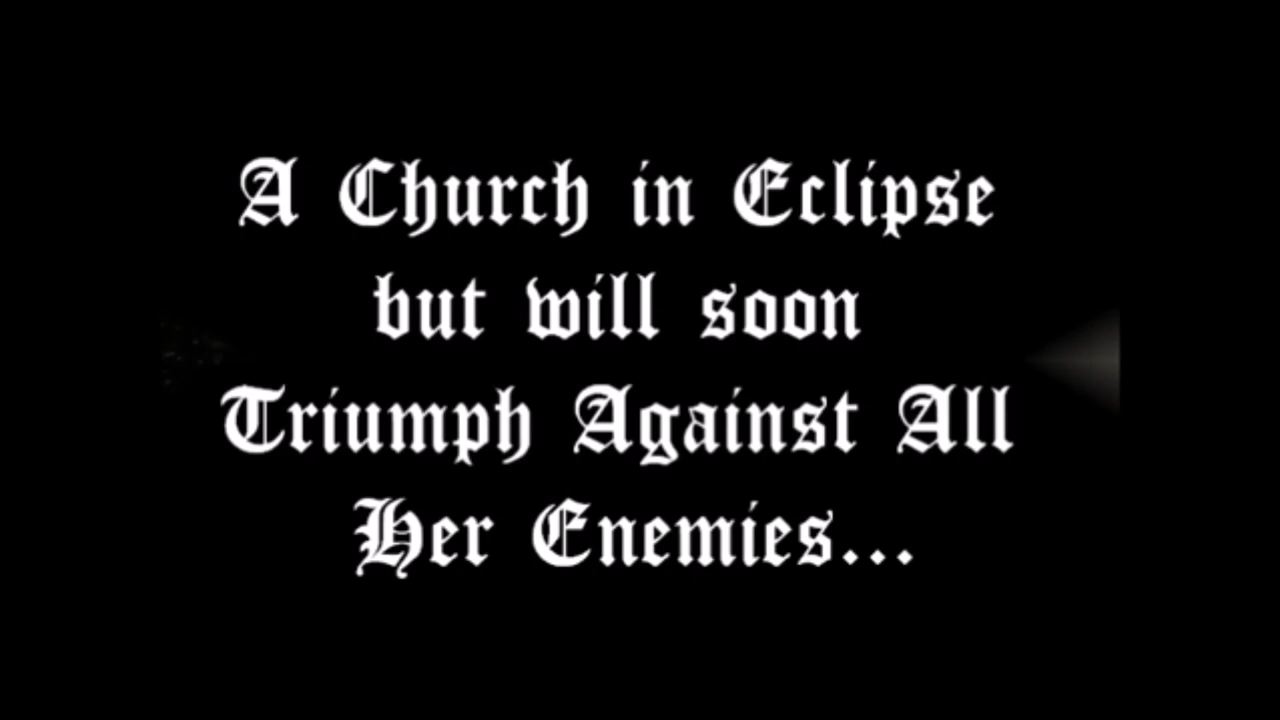 A Church in Eclipse
but will soon
Triumph Against All
Her Enemies...